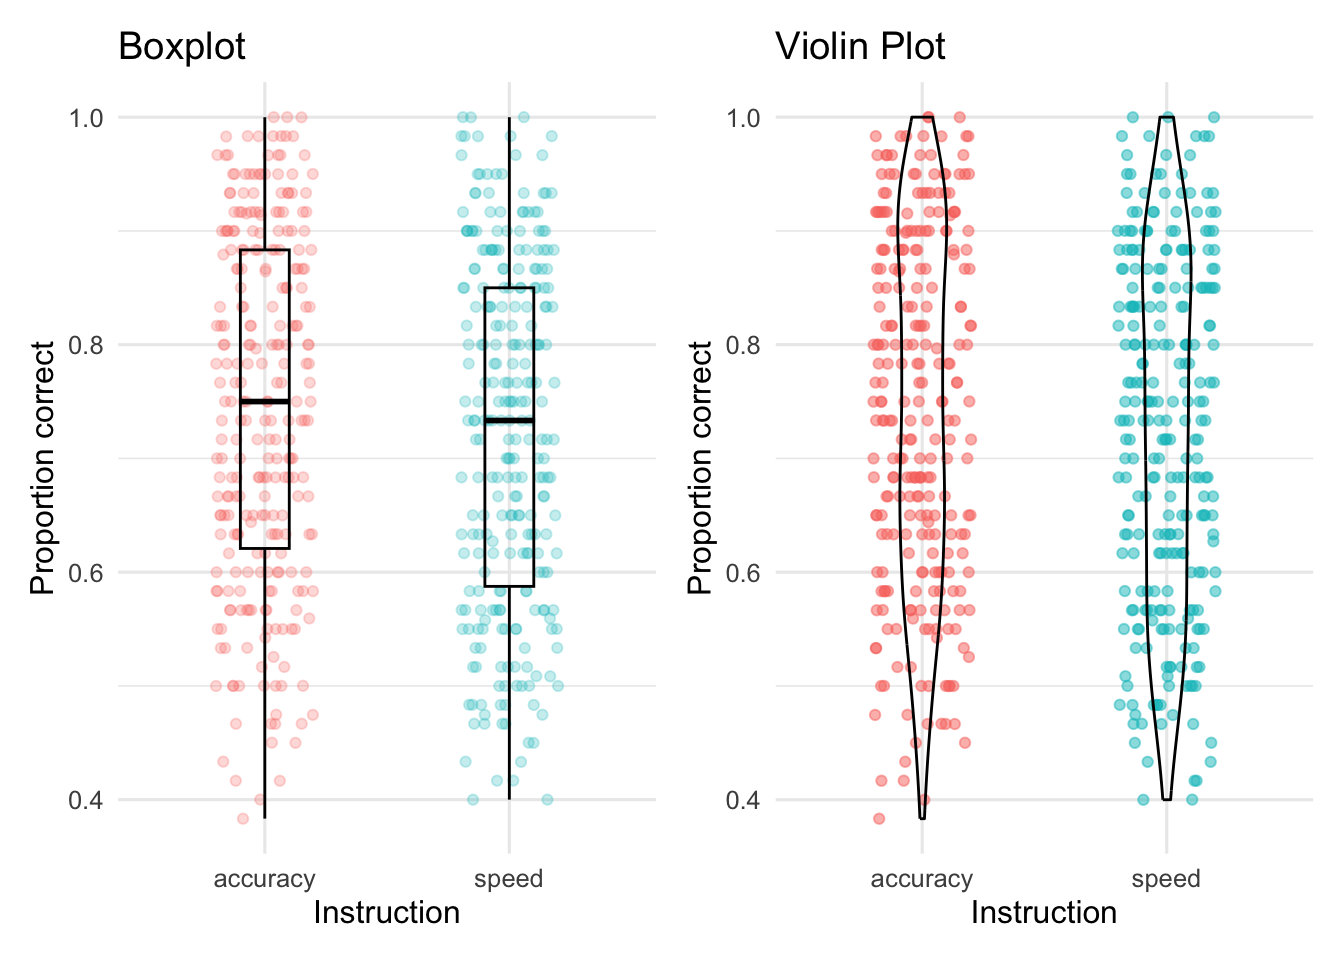 Boxplot
Proportion correct
1.0
0.8
0.6
0.4
accuracy speed
Instruction
Violin Plot
Proportion correct
1.0
0.8
0.6
0.4
accuracy speed
Instruction